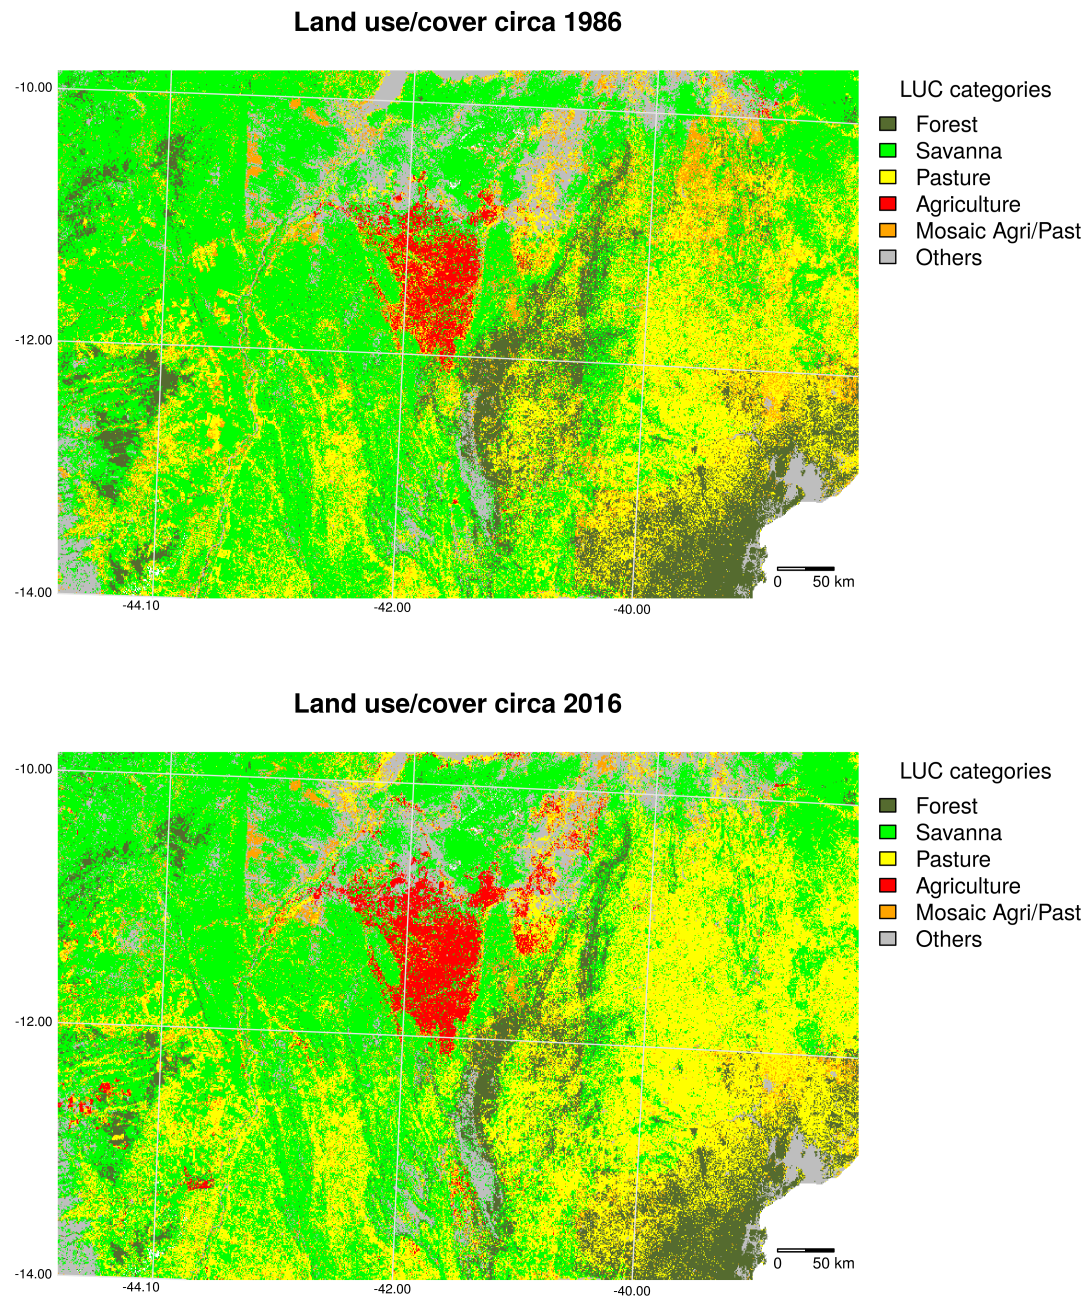 Land use/cover circa 1986
LUC categories
-10.00
Forest
Savanna
Pasture
Agriculture
Mosaic Agri/Past
Others
-12.00
0 50 km
-14.00
-44.10 -42.00 -40.00
Land use/cover circa 2016
LUC categories
-10.00
Forest
Savanna
Pasture
Agriculture
Mosaic Agri/Past
Others
-12.00
0 50 km
-14.00
-44.10 -42.00 -40.00